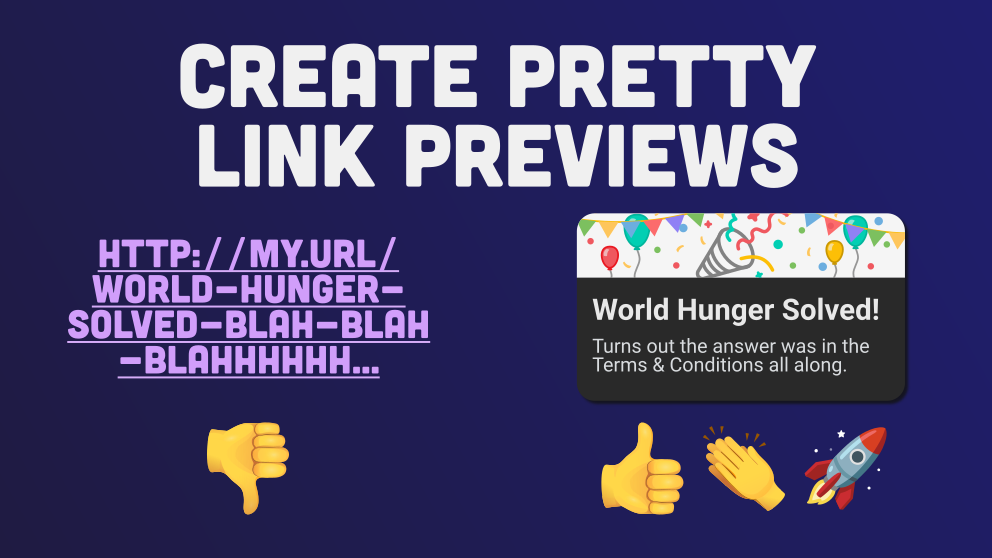 CREATE PRETTY
LINK PREVIEWS
HTTP://MY.URL/
WORLD-HUNGER-
SOLVED-BLAH-BLAH
-BLAHHHHHH...
World Hunger Solved!
Turns out the answer was in the
Terms & Conditions all along.